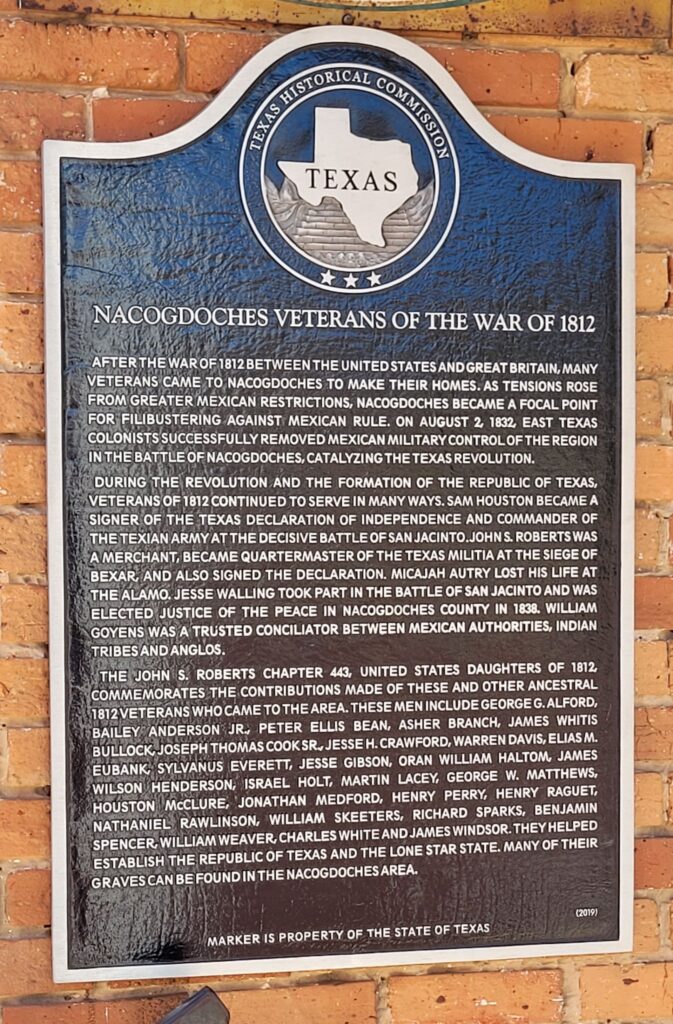 TEXAS HISTORICAL COMMISSION
TEXAS
NACOGDOCHES VETERANS OF THE WAR OF 1812
AFTER THE WAR OF 1812 BETWEEN THE UNITED STATES AND GREAT BRITAIN, MANY
VETERANS CAME TO NACOGDOCHES TO MAKE THEIR HOMES. AS TENSIONS ROSE
FROM GREATER MEXICAN RESTRICTIONS, NACOGDOCHES BECAME A FOCAL POINT
FOR FILIBUSTERING AGAINST MEXICAN RULE. ON AUGUST 2, 1832, EAST TEXAS
COLONISTS SUCCESSFULLY REMOVED MEXICAN MILITARY CONTROL OF THE REGION
IN THE BATTLE OF NACOGDOCHES, CATALYZING THE TEXAS REVOLUTION.
DURING THE REVOLUTION AND THE FORMATION OF THE REPUBLIC OF TEXAS,
VETERANS OF 1812 CONTINUED TO SERVE IN MANY WAYS. SAM HOUSTON BECAME A
SIGNER OF THE TEXAS DECLARATION OF INDEPENDENCE AND COMMANDER OF
THE TEXIAN ARMY AT THE DECISIVE BATTLE OF SAN JACINTO. JOHN S. ROBERTS WAS
A MERCHANT, BECAME QUARTERMASTER OF THE TEXAS MILITIA AT THE SIEGE OF
BEXAR, AND ALSO SIGNED THE DECLARATION. MICAJAH AUTRY LOST HIS LIFE AT
THE ALAMO. JESSE WALLING TOOK PART IN THE BATTLE OF SAN JACINTO AND WAS
ELECTED JUSTICE OF THE PEACE IN NACOGDOCHES COUNTY IN 1838. WILLIAM
GOYENS WAS A TRUSTED CONCILIATOR BETWEEN MEXICAN AUTHORITIES, INDIAN
TRIBES AND ANGLOS.
THE JOHN S. ROBERTS CHAPTER 443, UNITED STATES DAUGHTERS OF 1812,
COMMEMORATES THE CONTRIBUTIONS MADE OF THESE AND OTHER ANCESTRAL
1812 VETERANS WHO CAME TO THE AREA. THESE MEN INCLUDE GEORGE G. ALFORD,
BAILEY ANDERSON JR., PETER ELLIS BEAN, ASHER BRANCH, JAMES WHITIS
BULLOCK, JOSEPH THOMAS COOK SR., JESSE H. CRAWFORD, WARREN DAVIS, ELIAS M.
EUBANK, SYLVANUS EVERETT, JESSE GIBSON, ORAN WILLIAM HALTOM, JAMES
WILSON HENDERSON, ISRAEL HOLT, MARTIN LACEY, GEORGE W. MATTHEWS,
HOUSTON McCLURE, JONATHAN MEDFORD, HENRY PERRY, HENRY RAGUET,
NATHANIEL RAWLINSON, WILLIAM SKEETERS, RICHARD SPARKS, BENJAMIN
SPENCER, WILLIAM WEAVER, CHARLES WHITE AND JAMES WINDSOR. THEY HELPED
ESTABLISH THE REPUBLIC OF TEXAS AND THE LONE STAR STATE. MANY OF THEIR
GRAVES CAN BE FOUND IN THE NACOGDOCHES AREA.
(2019)
MARKER IS PROPERTY OF THE STATE OF TEXAS